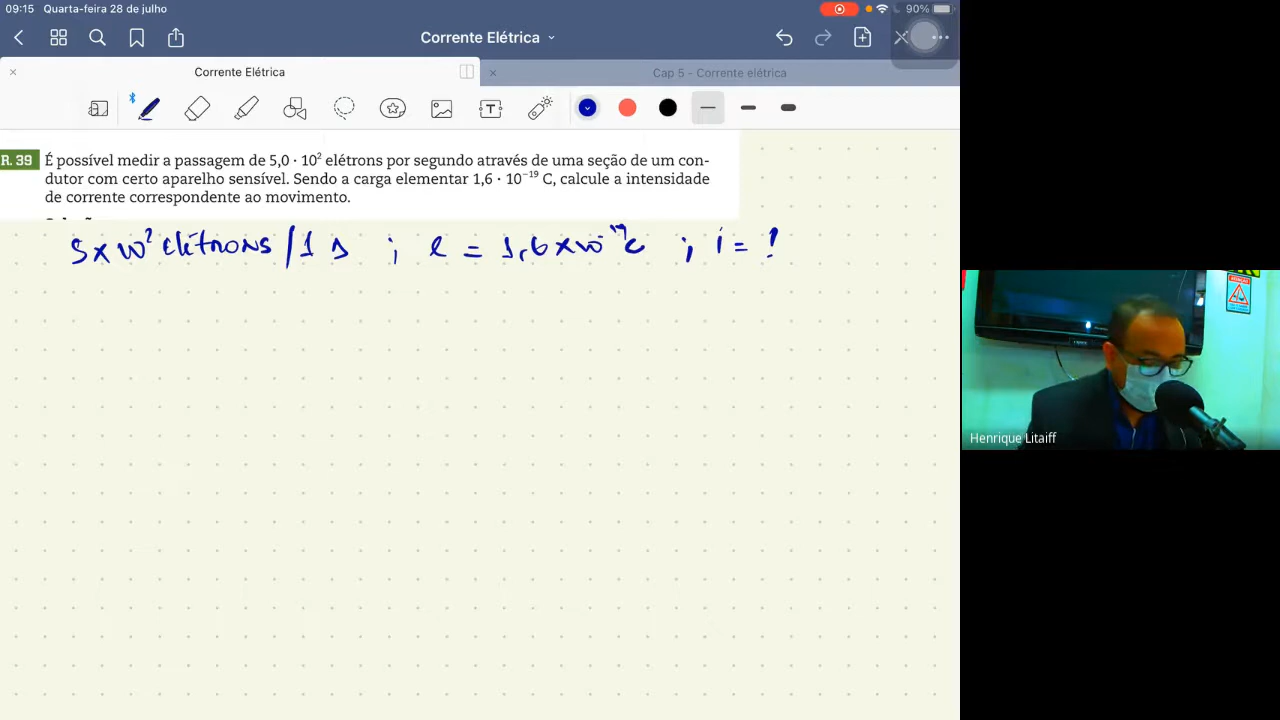 09:15 Quarta-feira 28 de julho
90%
Corrente Elétrica
Corrente Elétrica
Cap 5 - Corrente elétrica
R. 39 É possível medir a passagem de 5,0 · 10² elétrons por segundo através de uma seção de um con-
dutor com certo aparelho sensível. Sendo a carga elementar 1,6 · 10⁻¹⁹ C, calcule a intensidade
de corrente correspondente ao movimento.
5 x 10² elétrons / 1 s ; e = 1,6 x 10⁻¹⁹ C ; i = ?
Henrique Litaiff